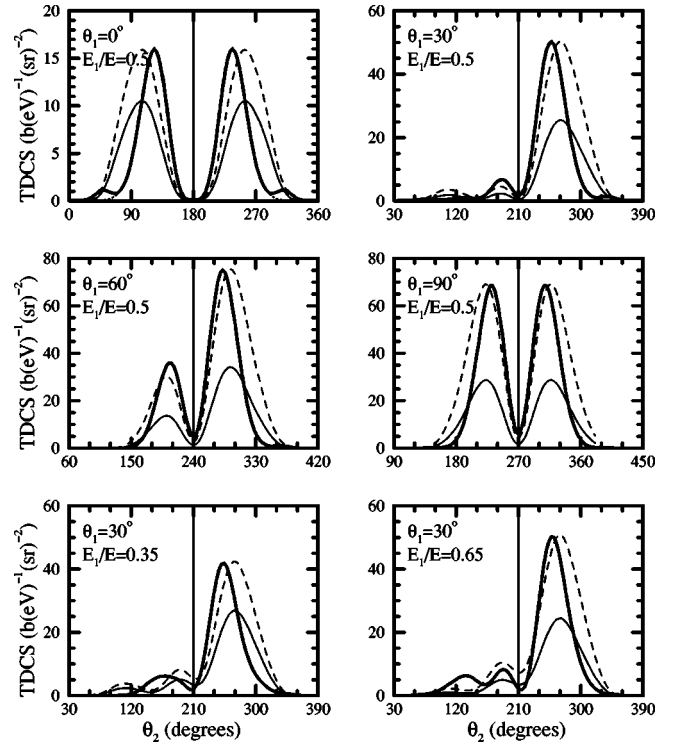 20
15
10
5
0
TDCS (b(eV)⁻¹(sr)⁻²)
θ₁=0°
E₁/E=0.5
0 90 180 270 360
60
40
20
0
θ₁=30°
E₁/E=0.5
30 120 210 300 390
80
60
40
20
0
TDCS (b(eV)⁻¹(sr)⁻²)
θ₁=60°
E₁/E=0.5
60 150 240 330 420
80
60
40
20
0
θ₁=90°
E₁/E=0.5
90 180 270 360 450
60
40
20
0
TDCS (b(eV)⁻¹(sr)⁻²)
θ₁=30°
E₁/E=0.35
30 120 210 300 390
θ₂ (degrees)
60
40
20
0
θ₁=30°
E₁/E=0.65
30 120 210 300 390
θ₂ (degrees)